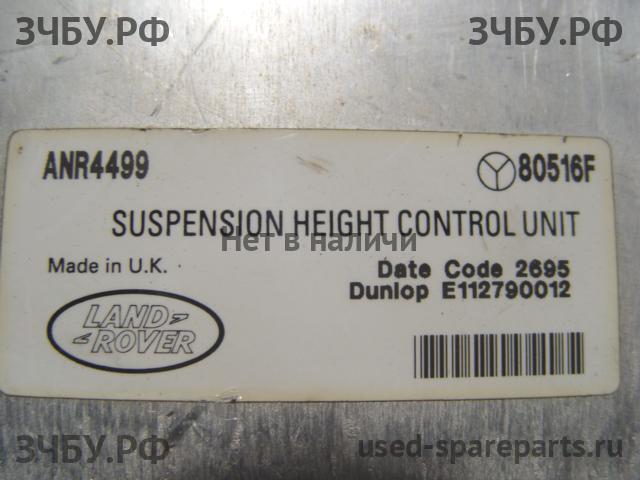 ЗЧБУ.РФ ЗЧБУ.РФ
ANR4499 80516F
SUSPENSION HEIGHT CONTROL UNIT
Нет в наличи
Made in U.K. Date Code 2695
Dunlop E112790012
LAND
ROVER
ЗЧБУ.РФ used-spareparts.ru